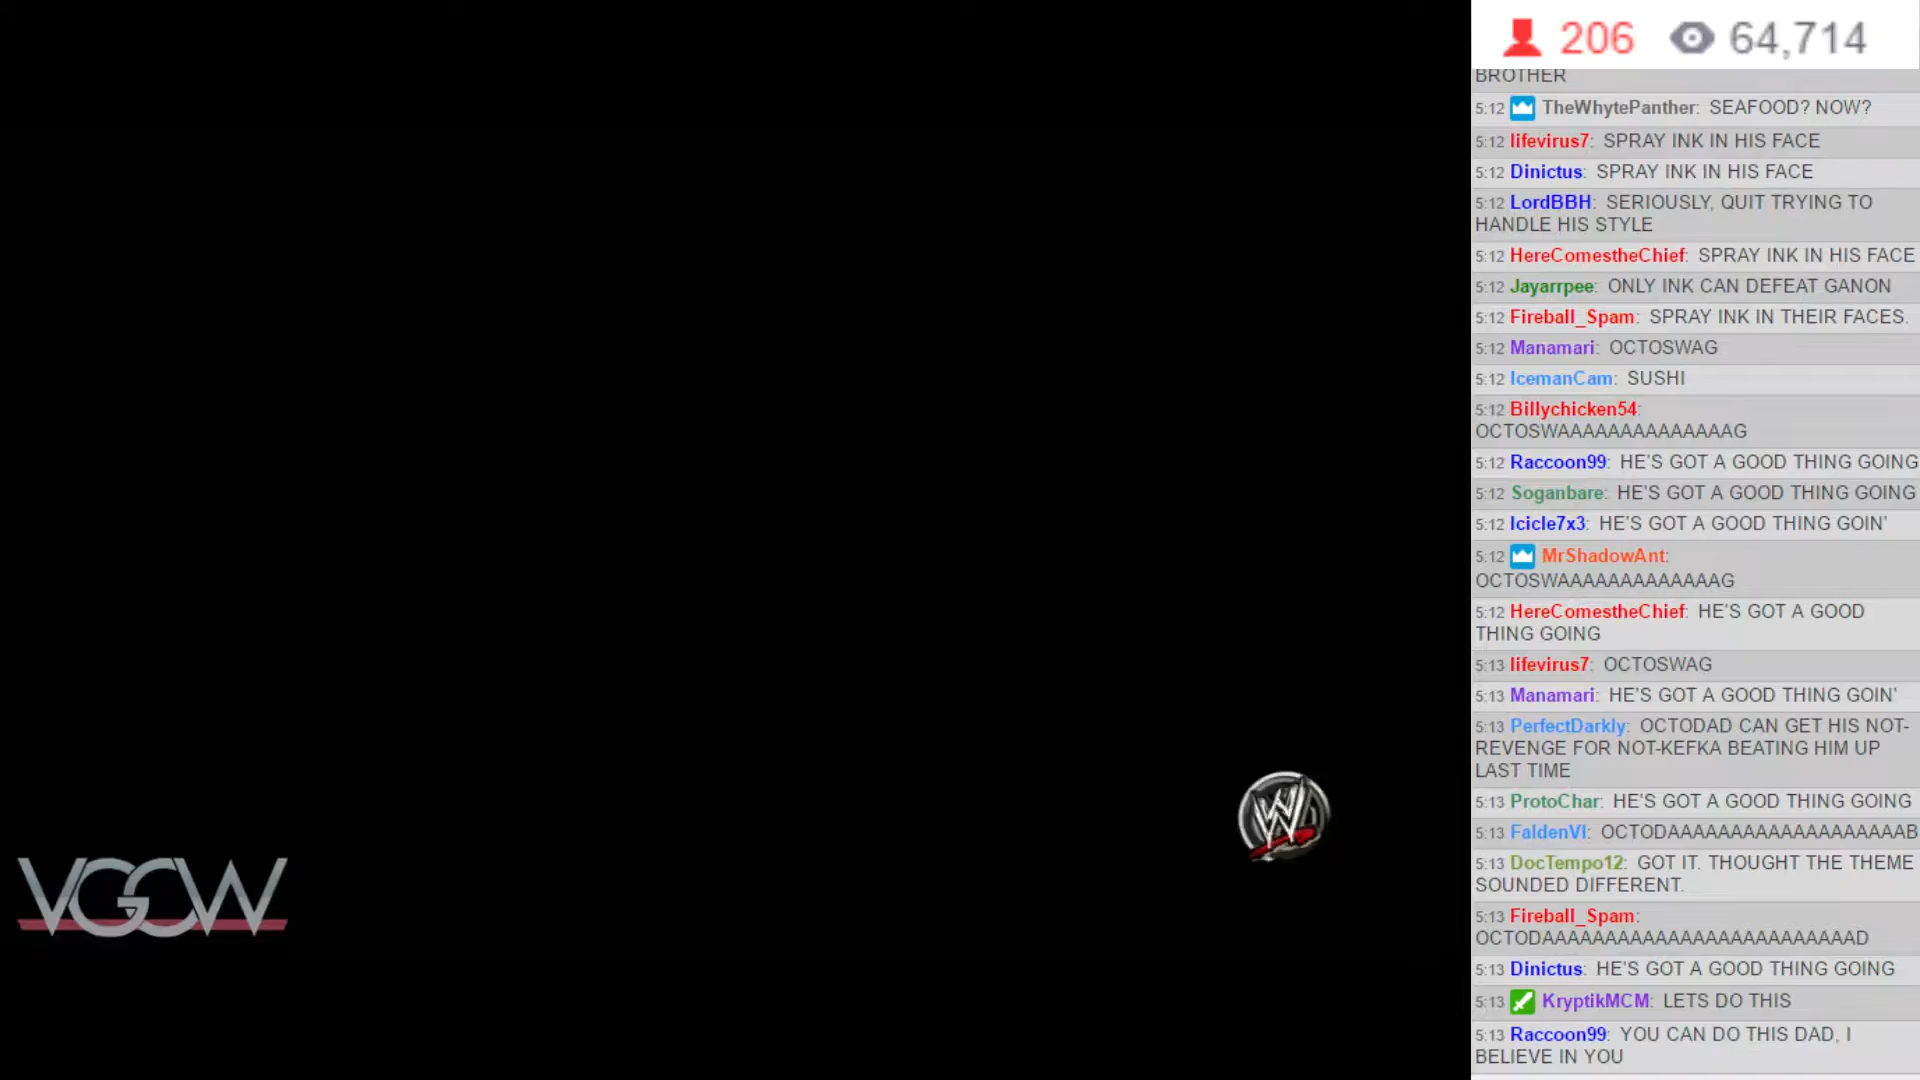 206 64,714
BROTHER
5:12 TheWhytePanther: SEAFOOD? NOW?
5:12 lifevirus7: SPRAY INK IN HIS FACE
5:12 Dinictus: SPRAY INK IN HIS FACE
5:12 LordBBH: SERIOUSLY, QUIT TRYING TO
HANDLE HIS STYLE
5:12 HereComestheChief: SPRAY INK IN HIS FACE
5:12 Jayarrpee: ONLY INK CAN DEFEAT GANON
5:12 Fireball_Spam: SPRAY INK IN THEIR FACES.
5:12 Manamari: OCTOSWAG
5:12 IcemanCam: SUSHI
5:12 Billychicken54:
OCTOSWAAAAAAAAAAAAAAG
5:12 Raccoon99: HE'S GOT A GOOD THING GOING
5:12 Soganbare: HE'S GOT A GOOD THING GOING
5:12 Icicle7x3: HE'S GOT A GOOD THING GOIN'
5:12 MrShadowAnt:
OCTOSWAAAAAAAAAAAAAG
5:12 HereComestheChief: HE'S GOT A GOOD
THING GOING
5:13 lifevirus7: OCTOSWAG
5:13 Manamari: HE'S GOT A GOOD THING GOIN'
5:13 PerfectDarkly: OCTODAD CAN GET HIS NOT-
REVENGE FOR NOT-KEFKA BEATING HIM UP
LAST TIME
5:13 ProtoChar: HE'S GOT A GOOD THING GOING
5:13 FaldenVI: OCTODAAAAAAAAAAAAAAAAAAAB
5:13 DocTempo12: GOT IT. THOUGHT THE THEME
SOUNDED DIFFERENT.
5:13 Fireball_Spam:
OCTODAAAAAAAAAAAAAAAAAAAAAAAAAD
5:13 Dinictus: HE'S GOT A GOOD THING GOING
5:13 KryptikMCM: LETS DO THIS
5:13 Raccoon99: YOU CAN DO THIS DAD, I
BELIEVE IN YOU
W
VGCW